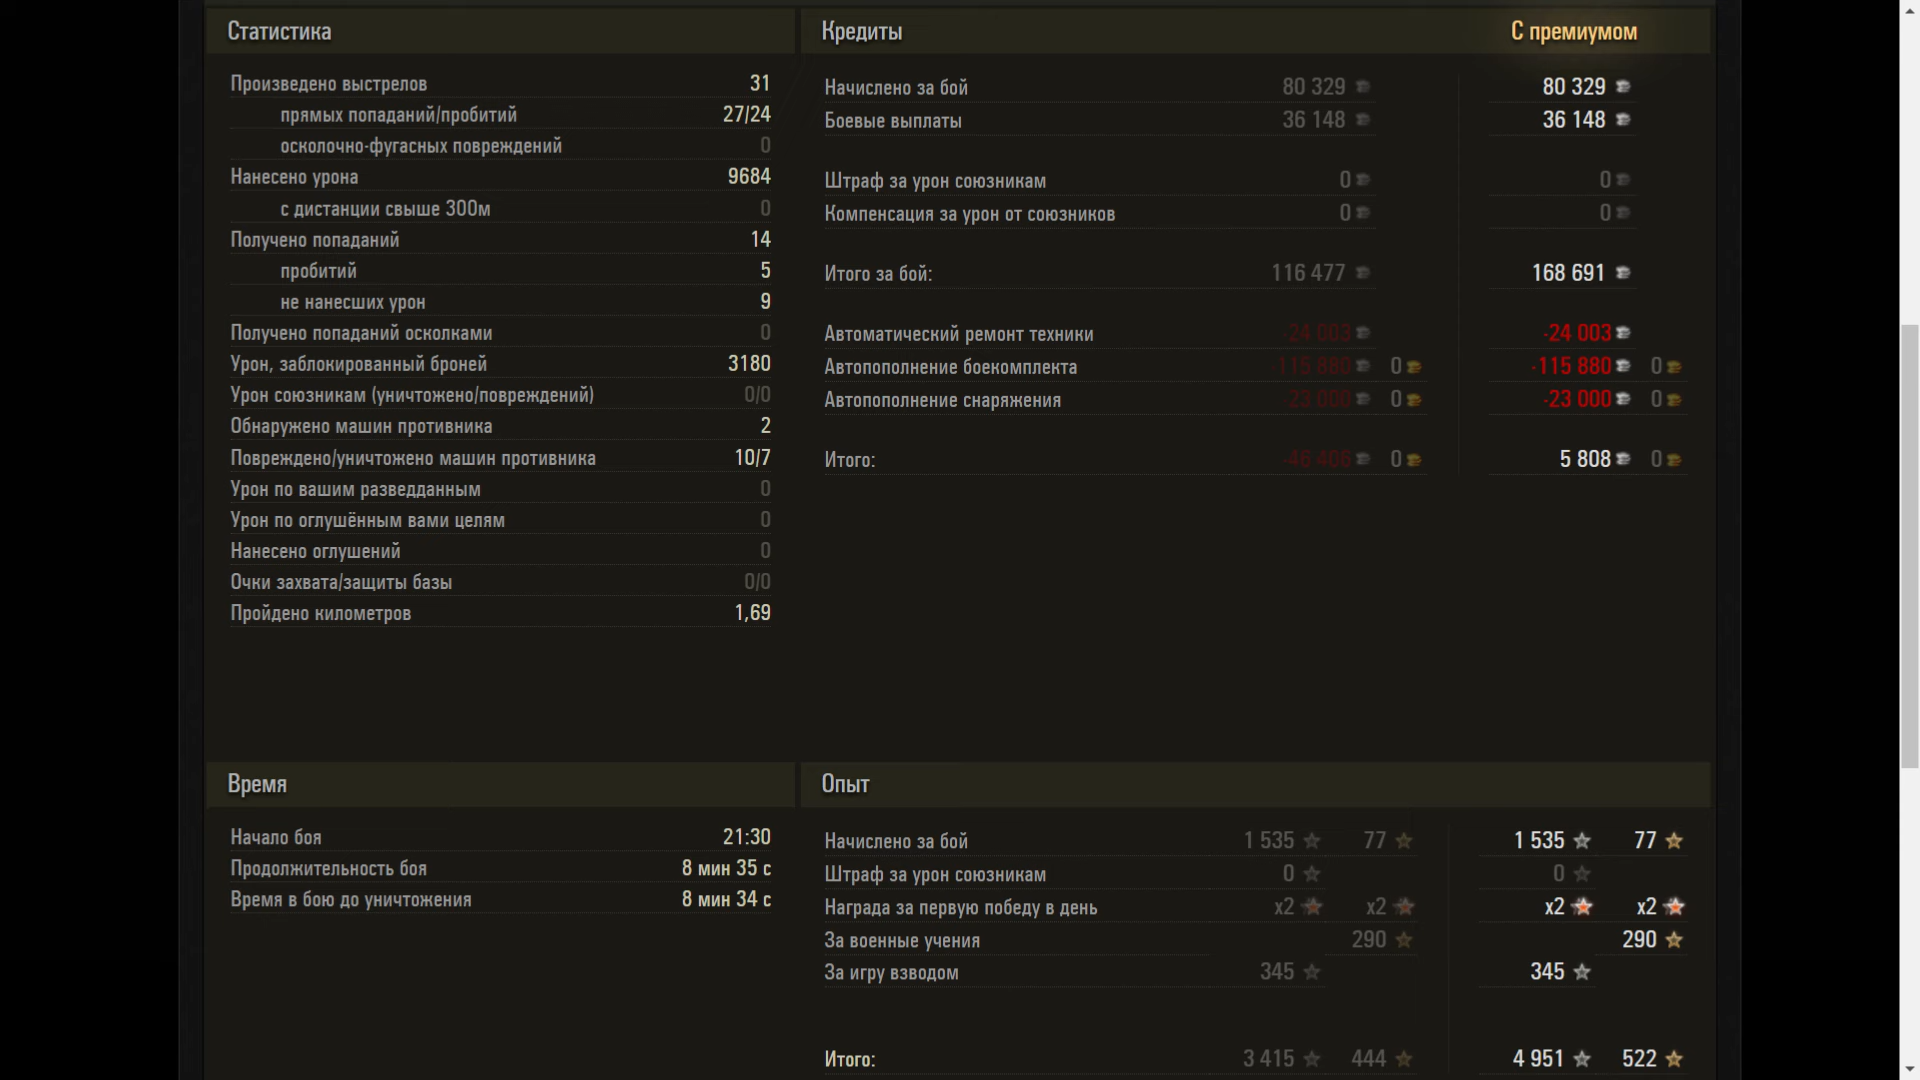 Статистика
Произведено выстрелов 31
прямых попаданий/пробитий 27/24
осколочно-фугасных повреждений 0
Нанесено урона 9684
с дистанции свыше 300м 0
Получено попаданий 14
пробитий 5
не нанесших урон 9
Получено попаданий осколками 0
Урон, заблокированный броней 3180
Урон союзникам (уничтожено/повреждений) 0/0
Обнаружено машин противника 2
Повреждено/уничтожено машин противника 10/7
Урон по вашим разведданным 0
Урон по оглушённым вами целям 0
Нанесено оглушений 0
Очки захвата/защиты базы 0/0
Пройдено километров 1,69
Кредиты С премиумом
Начислено за бой 80 329 80 329
Боевые выплаты 36 148 36 148
Штраф за урон союзникам 0 0
Компенсация за урон от союзников 0 0
Итого за бой: 116 477 168 691
Автоматический ремонт техники -24 003 -24 003
Автопополнение боекомплекта -115 880 0 -115 880 0
Автопополнение снаряжения -23 000 0 -23 000 0
Итого: -46 406 0 5 808 0
Время
Начало боя 21:30
Продолжительность боя 8 мин 35 с
Время в бою до уничтожения 8 мин 34 с
Опыт
Начислено за бой 1 535 77 1 535 77
Штраф за урон союзникам 0 0
Награда за первую победу в день x2 x2 x2 x2
За военные учения 290 290
За игру взводом 345 345
Итого: 3 415 444 4 951 522